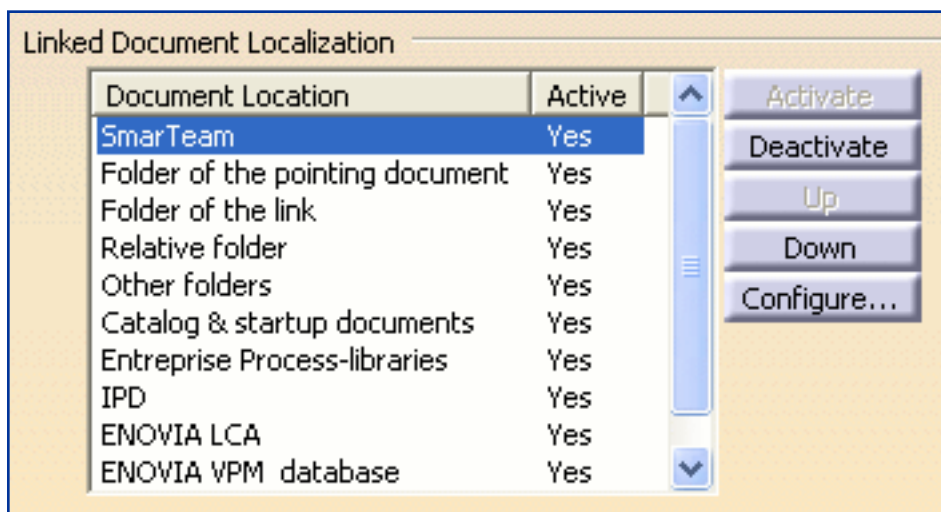 Linked Document Localization
Document Location Active
SmarTeam Yes
Folder of the pointing document Yes
Folder of the link Yes
Relative folder Yes
Other folders Yes
Catalog & startup documents Yes
Entreprise Process-libraries Yes
IPD Yes
ENOVIA LCA Yes
ENOVIA VPM database Yes
Activate
Deactivate
Up
Down
Configure...